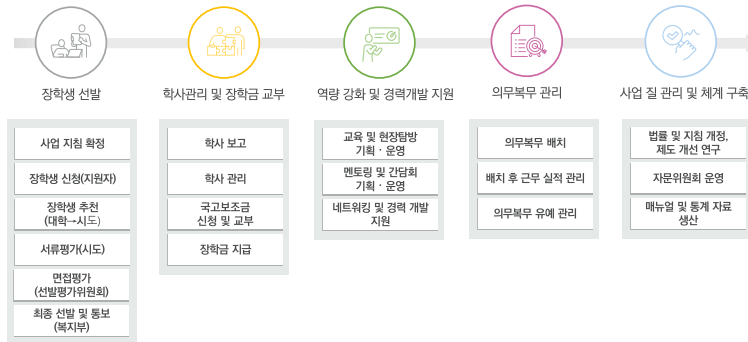 장학생 선발
사업 지침 확정
장학생 신청(지원자)
장학생 추천
(대학→시도)
서류평가(시도)
면접평가
(선발평가위원회)
최종 선발 및 통보
(복지부)
학사관리 및 장학금 교부
학사 보고
학사 관리
국고보조금
신청 및 교부
장학금 지급
역량 강화 및 경력개발 지원
교육 및 현장탐방
기획 · 운영
멘토링 및 간담회
기획 · 운영
네트워킹 및 경력 개발
지원
의무복무 관리
의무복무 배치
배치 후 근무 실적 관리
의무복무 유예 관리
사업 질 관리 및 체계 구축
법률 및 지침 개정,
제도 개선 연구
자문위원회 운영
매뉴얼 및 통계 자료
생산